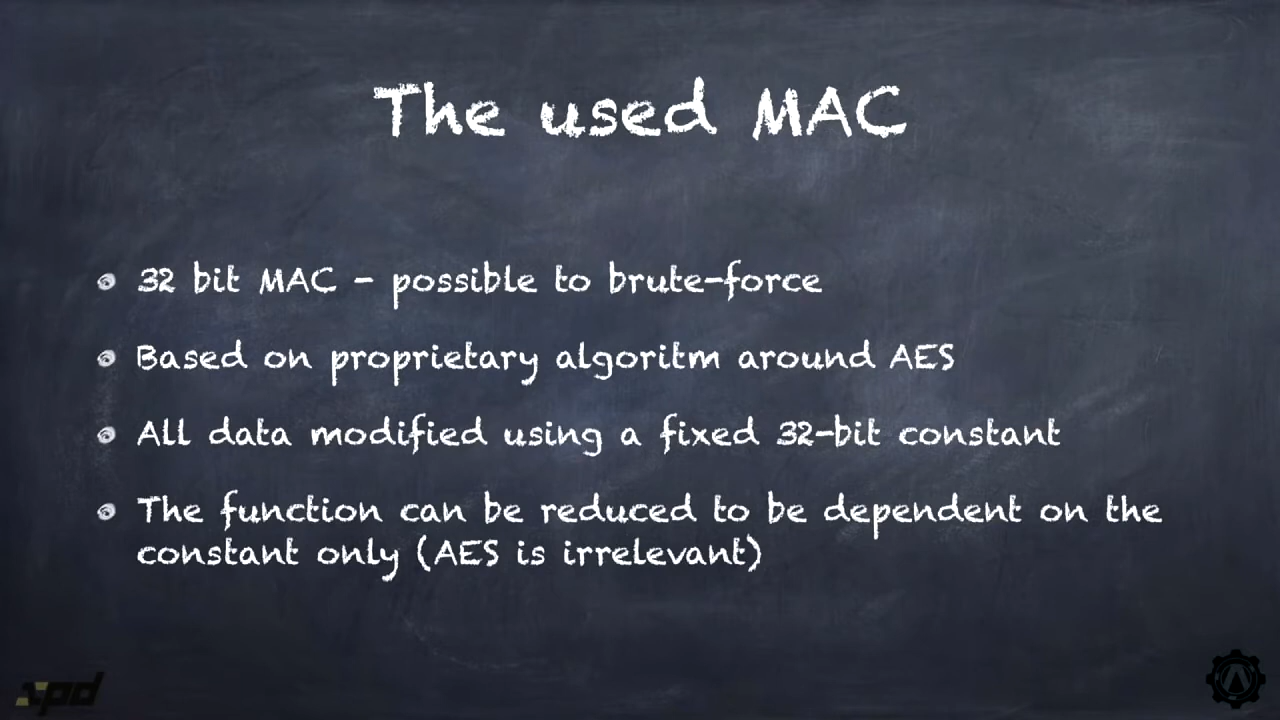 The used MAC
32 bit MAC - possible to brute-force
Based on proprietary algoritm around AES
All data modified using a fixed 32-bit constant
The function can be reduced to be dependent on the
constant only (AES is irrelevant)